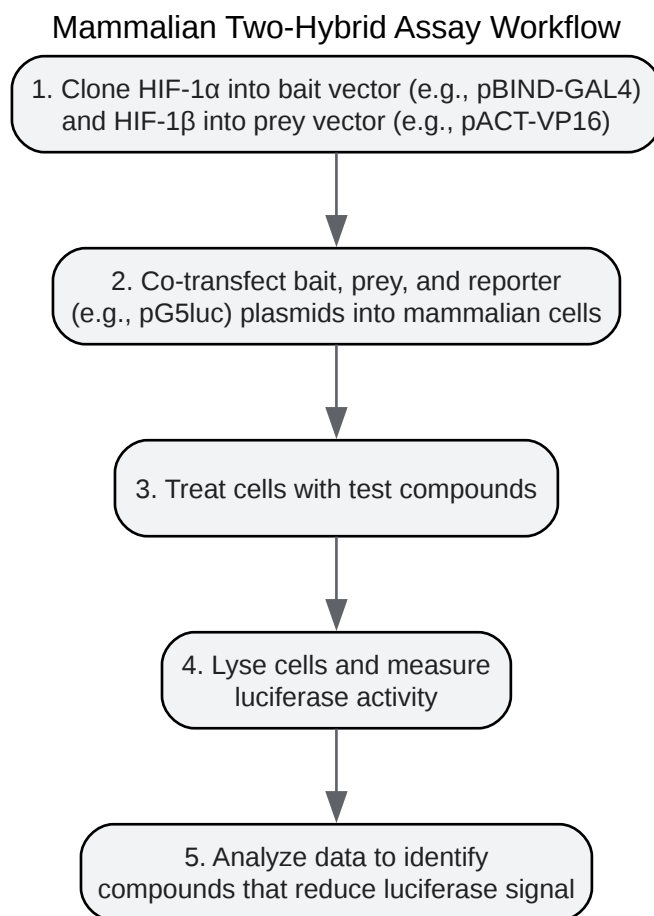 Mammalian Two-Hybrid Assay Workflow
1. Clone HIF-1α into bait vector (e.g., pBIND-GAL4)
and HIF-1β into prey vector (e.g., pACT-VP16)
2. Co-transfect bait, prey, and reporter
(e.g., pG5luc) plasmids into mammalian cells
3. Treat cells with test compounds
4. Lyse cells and measure
luciferase activity
5. Analyze data to identify
compounds that reduce luciferase signal